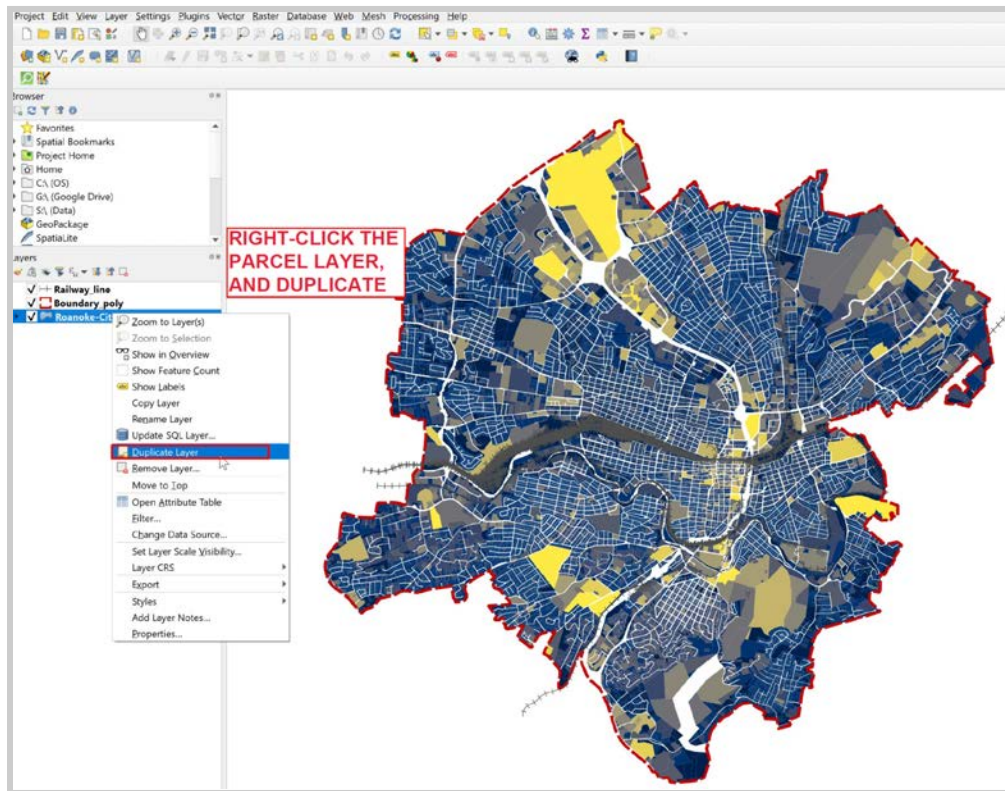 Project Edit View Layer Settings Plugins Vector Raster Database Web Mesh Processing Help
Browser
Favorites
Spatial Bookmarks
Project Home
Home
C:\ (OS)
G:\ (Google Drive)
S:\ (Data)
GeoPackage
SpatiaLite
RIGHT-CLICK THE
PARCEL LAYER,
AND DUPLICATE
Layers
Railway_line
Boundary_poly
Roanoke-Cit
Zoom to Layer(s)
Zoom to Selection
Show in Overview
Show Feature Count
Show Labels
Copy Layer
Rename Layer
Update SQL Layer...
Duplicate Layer
Remove Layer...
Move to Top
Open Attribute Table
Filter...
Change Data Source...
Set Layer Scale Visibility...
Layer CRS
Export
Styles
Add Layer Notes...
Properties...